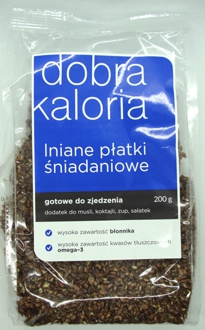 dobra
kaloria
lniane płatki
śniadaniowe
gotowe do zjedzenia 200 g
dodatek do musli, koktajli, zup, sałatek
wysoka zawartość błonnika
wysoka zawartość kwasów tłuszczowych
omega-3